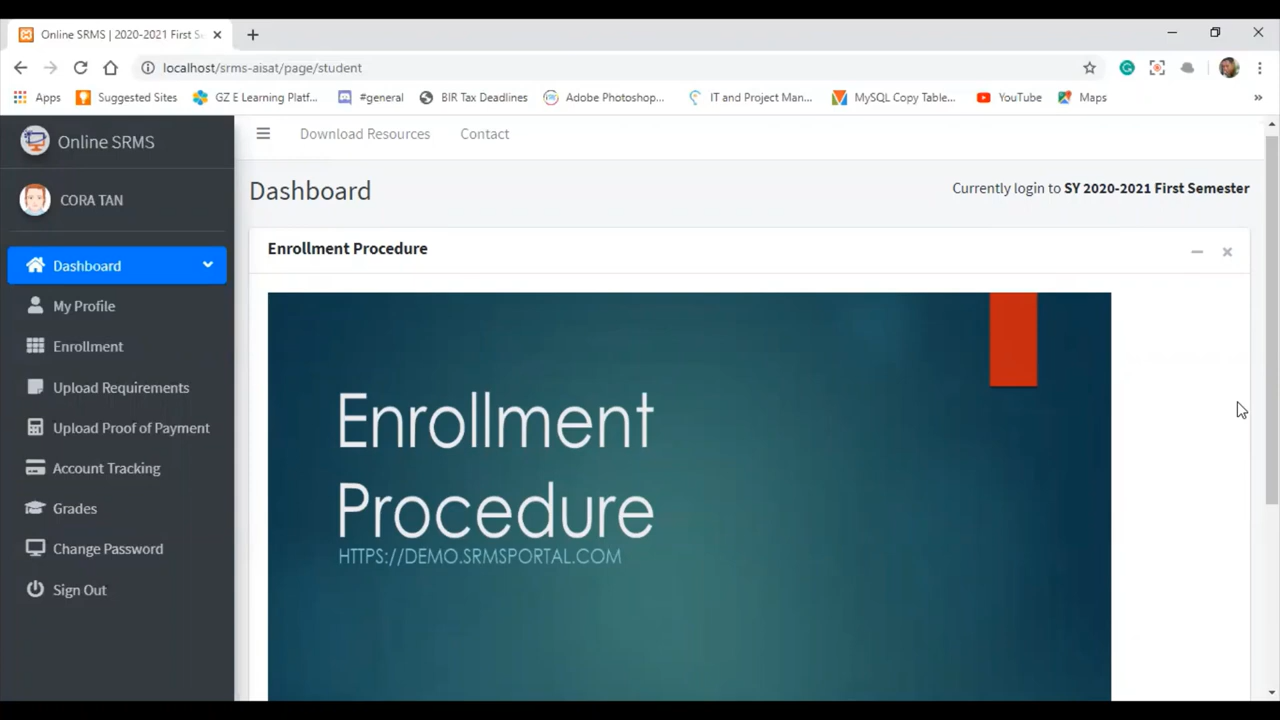 Online SRMS | 2020-2021 First S
localhost/srms-aisat/page/student
Apps Suggested Sites GZ E Learning Platf... #general BIR Tax Deadlines Adobe Photoshop... IT and Project Man... MySQL Copy Table... YouTube Maps »
Online SRMS
Download Resources Contact
CORA TAN
Dashboard
Currently login to SY 2020-2021 First Semester
Enrollment Procedure
Dashboard
My Profile
Enrollment
Upload Requirements
Upload Proof of Payment
Account Tracking
Grades
Change Password
Sign Out
Enrollment
Procedure
HTTPS://DEMO.SRMSPORTAL.COM